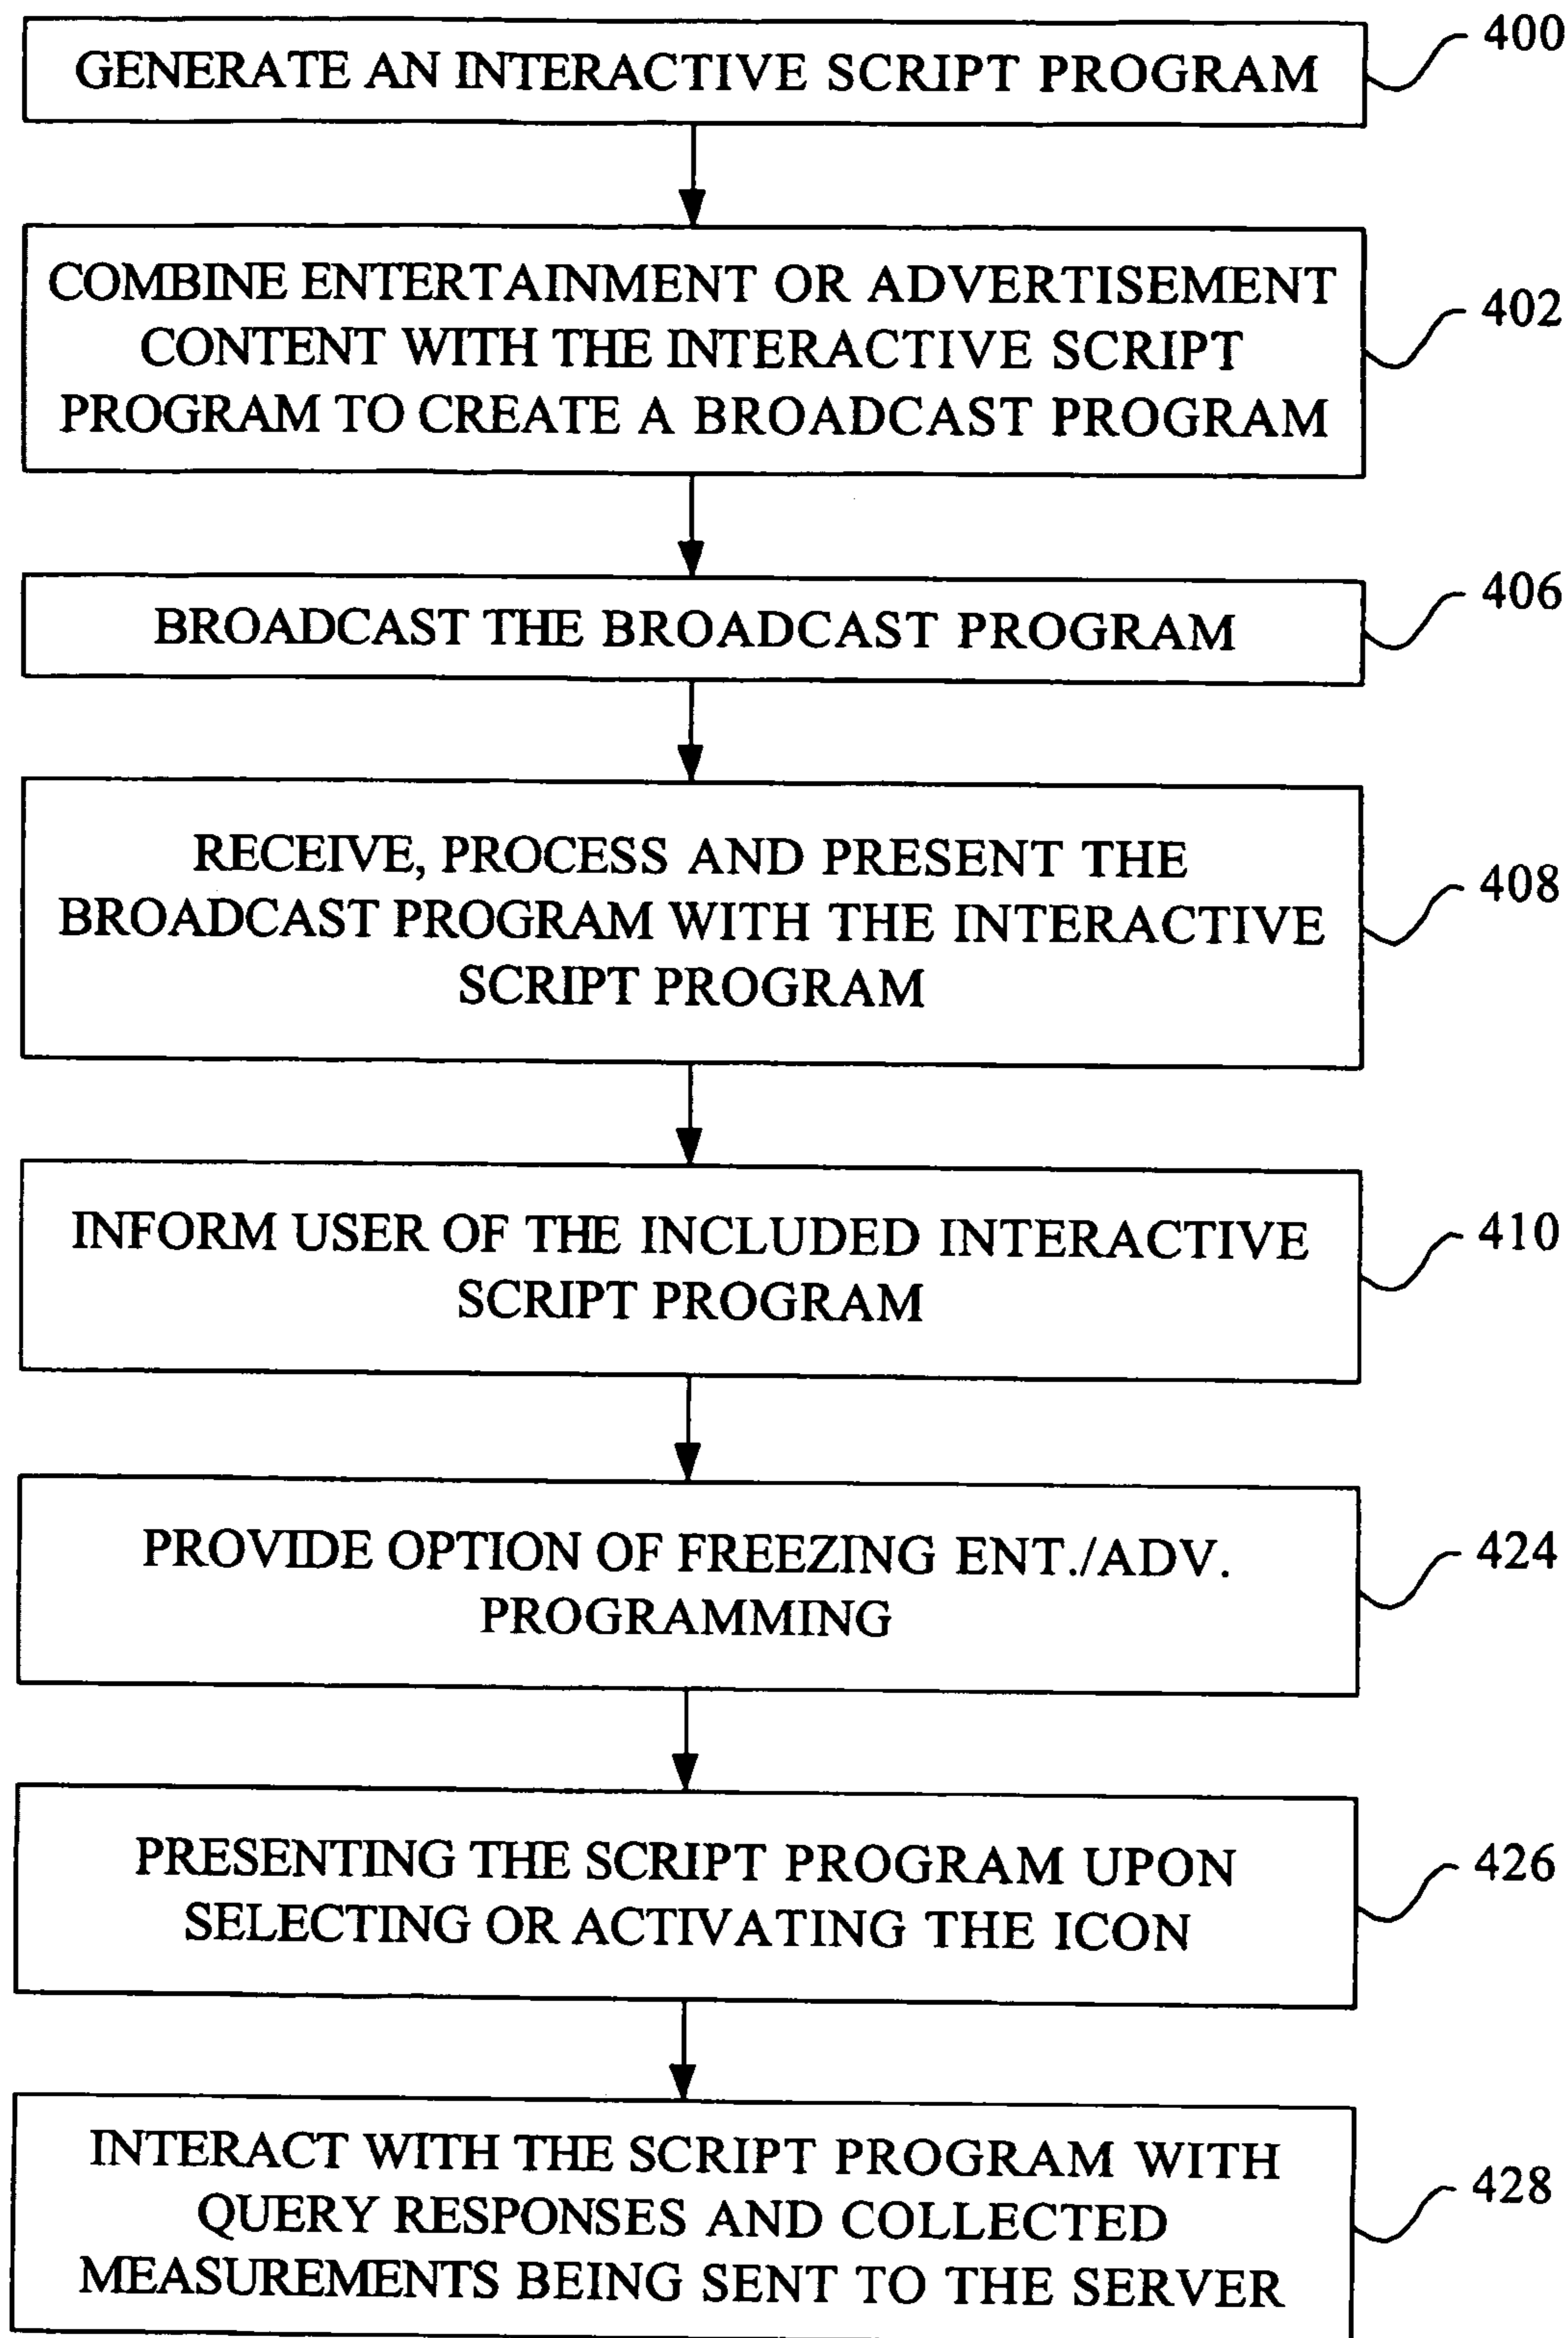 GENERATE AN INTERACTIVE SCRIPT PROGRAM
400
COMBINE ENTERTAINMENT OR ADVERTISEMENT
CONTENT WITH THE INTERACTIVE SCRIPT
PROGRAM TO CREATE A BROADCAST PROGRAM
402
BROADCAST THE BROADCAST PROGRAM
406
RECEIVE, PROCESS AND PRESENT THE
BROADCAST PROGRAM WITH THE INTERACTIVE
SCRIPT PROGRAM
408
INFORM USER OF THE INCLUDED INTERACTIVE
SCRIPT PROGRAM
410
PROVIDE OPTION OF FREEZING ENT./ADV.
PROGRAMMING
424
PRESENTING THE SCRIPT PROGRAM UPON
SELECTING OR ACTIVATING THE ICON
426
INTERACT WITH THE SCRIPT PROGRAM WITH
QUERY RESPONSES AND COLLECTED
MEASUREMENTS BEING SENT TO THE SERVER
428